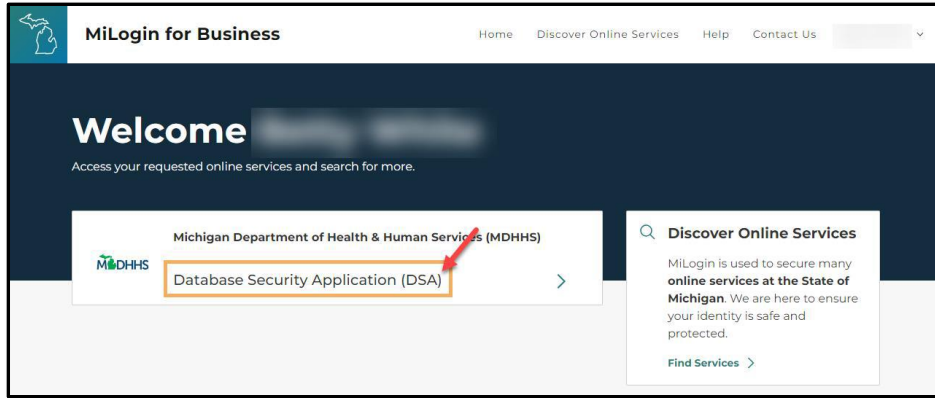 MiLogin for Business
Home Discover Online Services Help Contact Us
Welcome
Access your requested online services and search for more.
Michigan Department of Health & Human Services (MDHHS)
MDHHS
Database Security Application (DSA)
Discover Online Services
MiLogin is used to secure many
online services at the State of
Michigan. We are here to ensure
your identity is safe and
protected.
Find Services